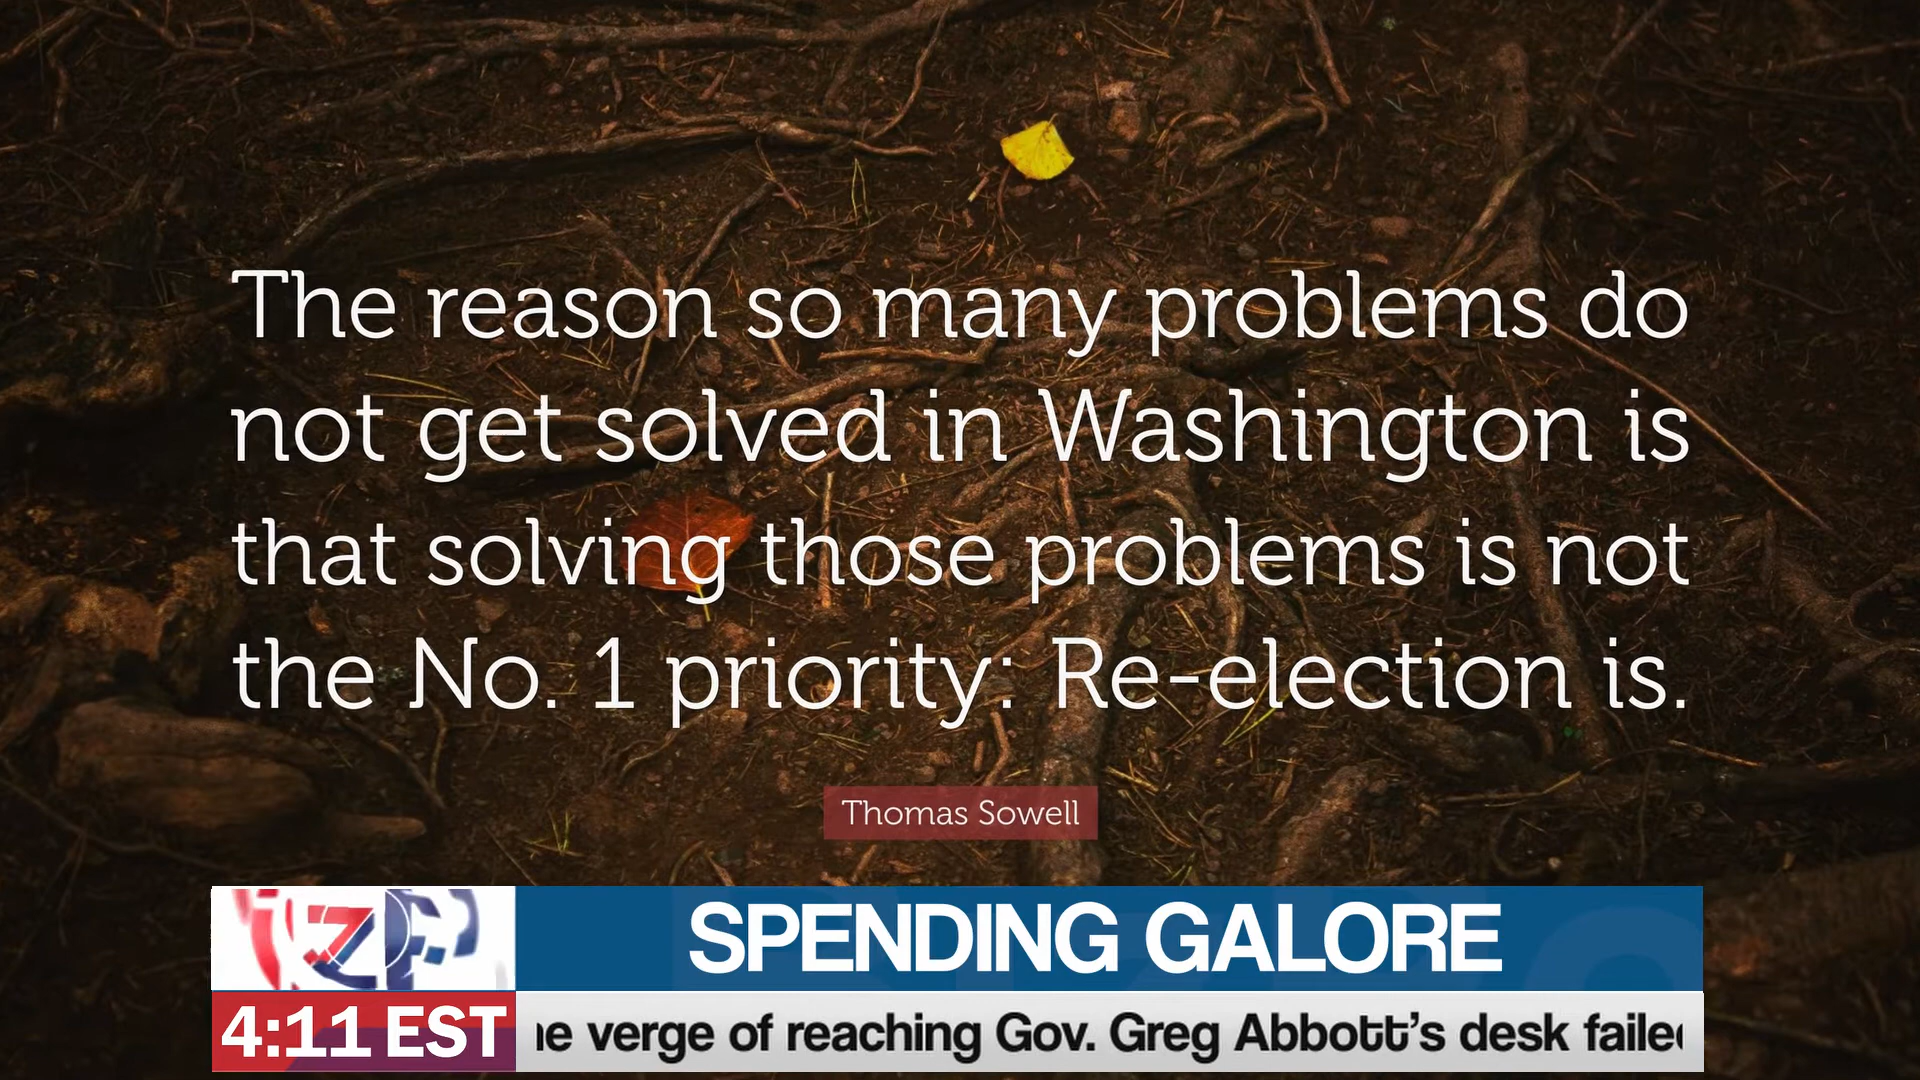 The reason so many problems do
not get solved in Washington is
that solving those problems is not
the No. 1 priority: Re-election is.
Thomas Sowell
SPENDING GALORE
4:11 EST
verge of reaching Gov. Greg Abbott’s desk